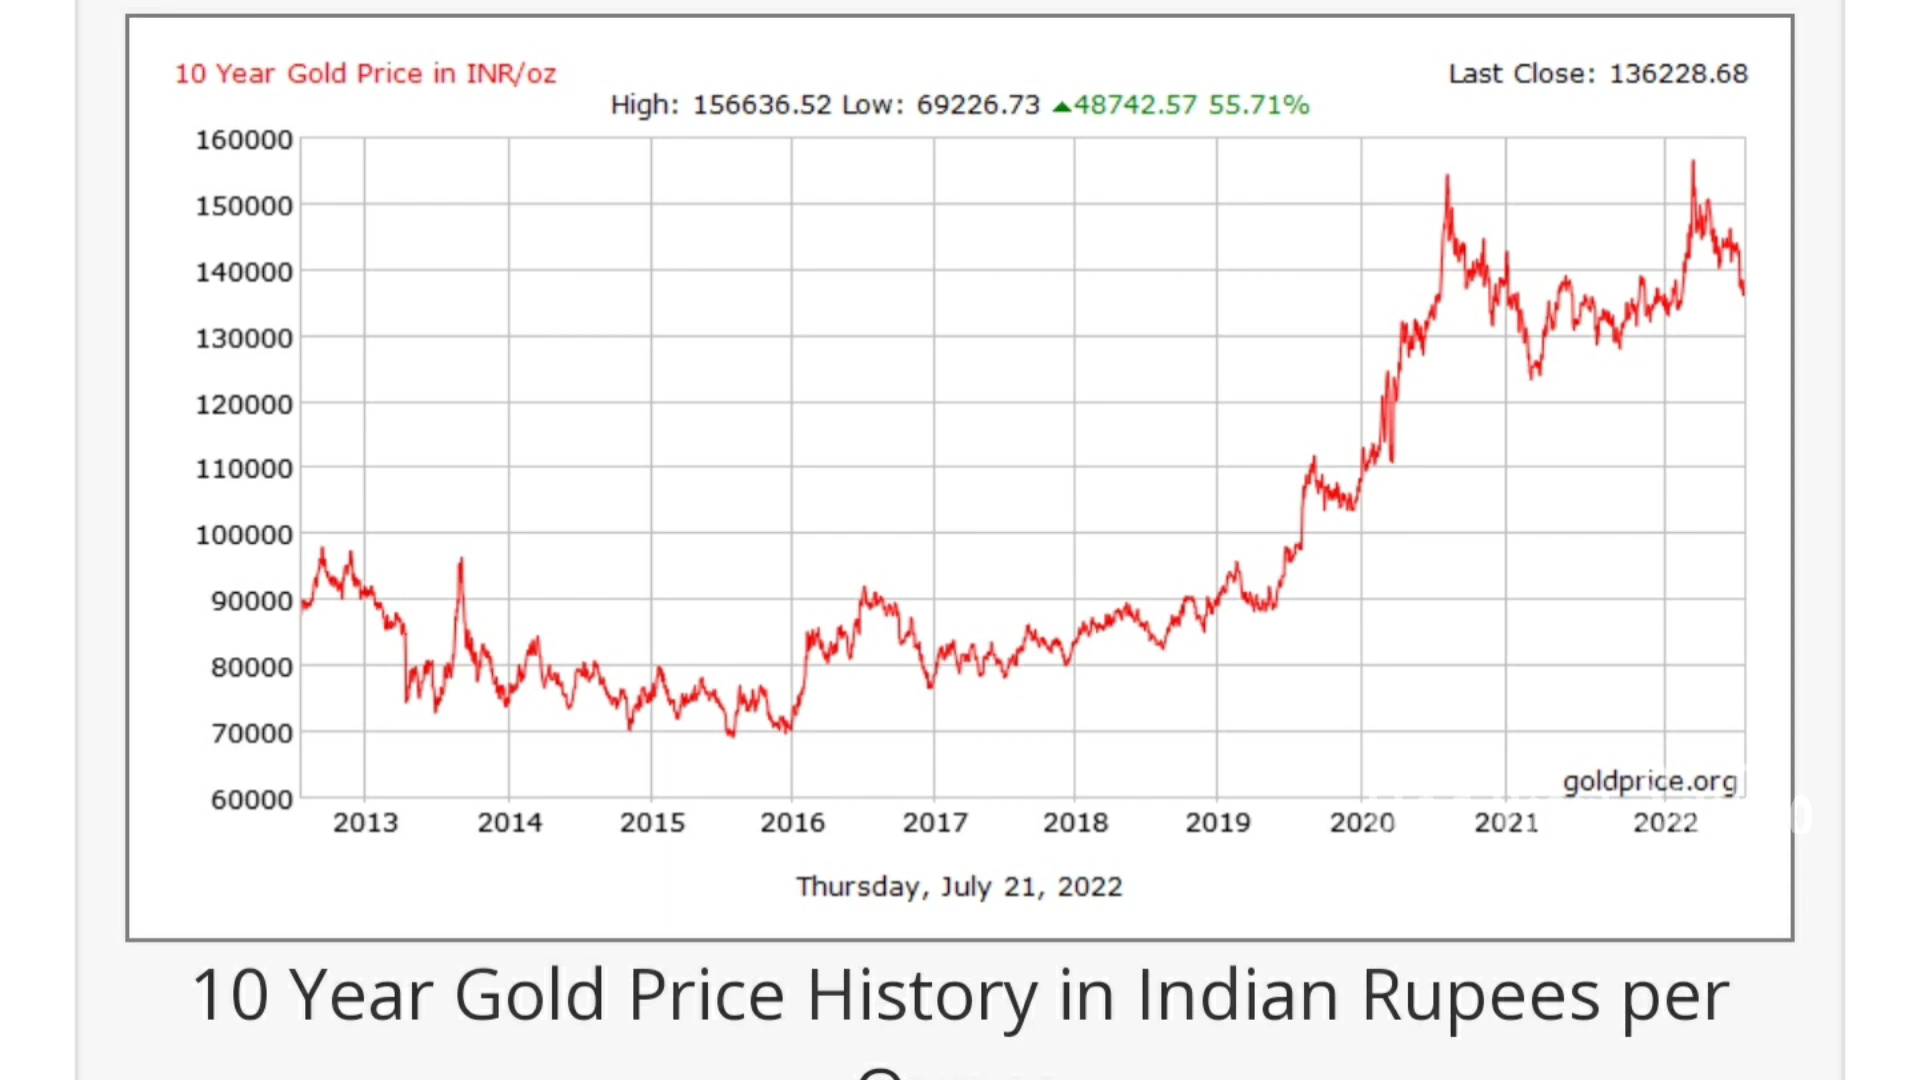 10 Year Gold Price in INR/oz
Last Close: 136228.68
High: 156636.52 Low: 69226.73 ▲48742.57 55.71%
160000
150000
140000
130000
120000
110000
100000
90000
80000
70000
60000
goldprice.org
2013 2014 2015 2016 2017 2018 2019 2020 2021 2022
Thursday, July 21, 2022
10 Year Gold Price History in Indian Rupees per